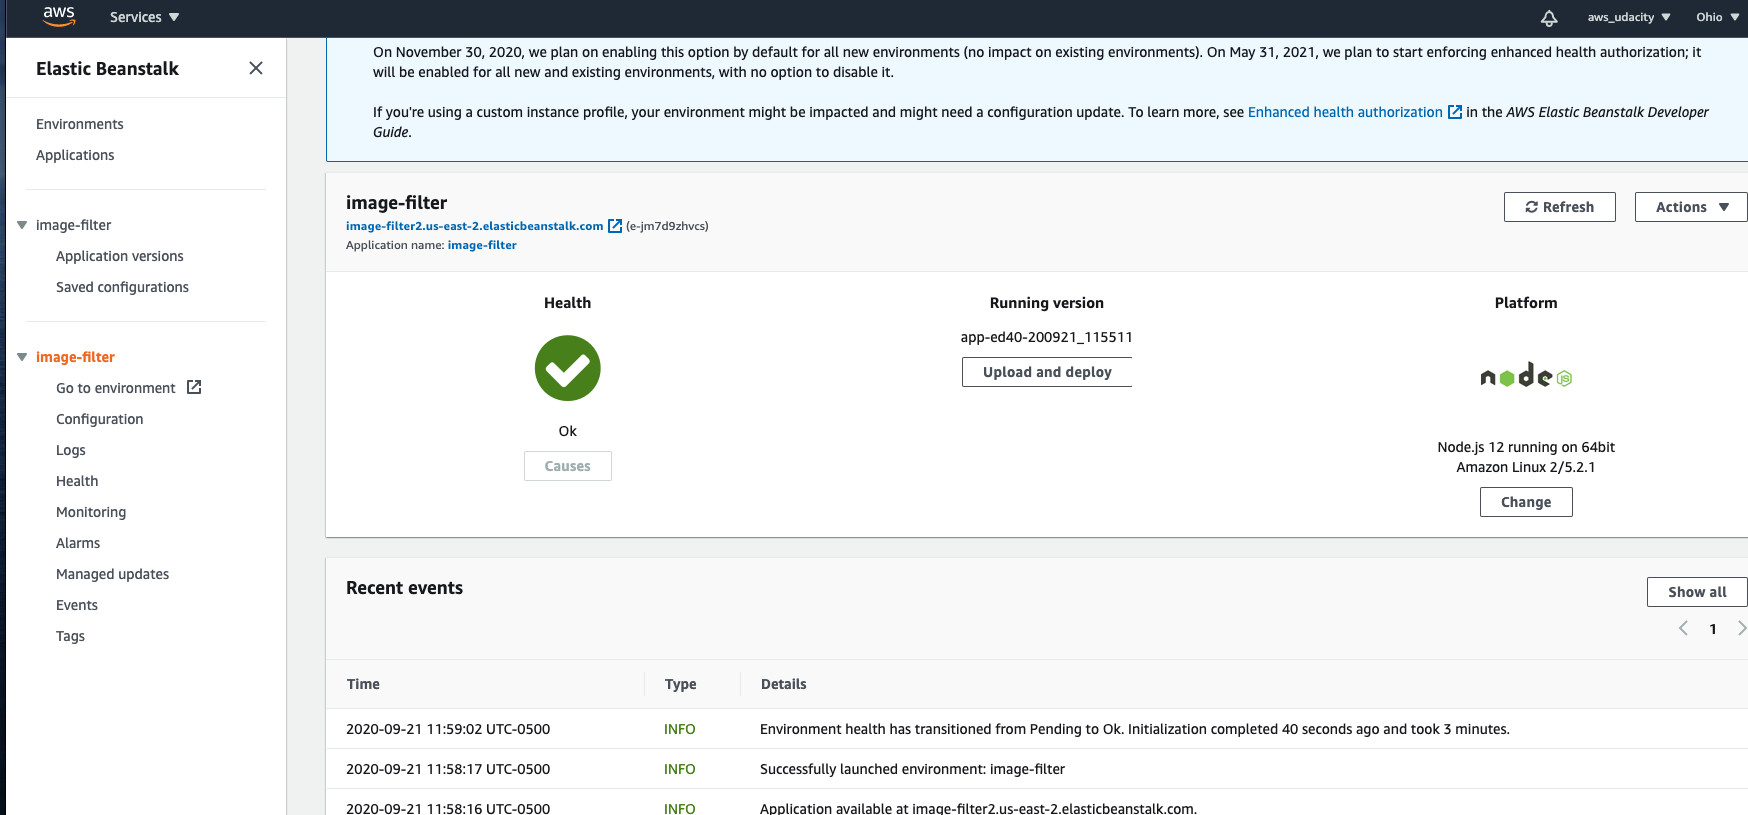 aws
Services
aws_udacity
Ohio
Elastic Beanstalk
Environments
Applications
image-filter
Application versions
Saved configurations
image-filter
Go to environment
Configuration
Logs
Health
Monitoring
Alarms
Managed updates
Events
Tags
On November 30, 2020, we plan on enabling this option by default for all new environments (no impact on existing environments). On May 31, 2021, we plan to start enforcing enhanced health authorization; it
will be enabled for all new and existing environments, with no option to disable it.
If you're using a custom instance profile, your environment might be impacted and might need a configuration update. To learn more, see Enhanced health authorization in the AWS Elastic Beanstalk Developer
Guide.
image-filter
image-filter2.us-east-2.elasticbeanstalk.com (e-jm7d9zhvcs)
Application name: image-filter
Refresh
Actions
Health
Ok
Causes
Running version
app-ed40-200921_115511
Upload and deploy
Platform
node JS
Node.js 12 running on 64bit
Amazon Linux 2/5.2.1
Change
Recent events
Show all
1
Time Type Details
2020-09-21 11:59:02 UTC-0500 INFO Environment health has transitioned from Pending to Ok. Initialization completed 40 seconds ago and took 3 minutes.
2020-09-21 11:58:17 UTC-0500 INFO Successfully launched environment: image-filter
2020-09-21 11:58:16 UTC-0500 INFO Application available at image-filter2.us-east-2.elasticbeanstalk.com.